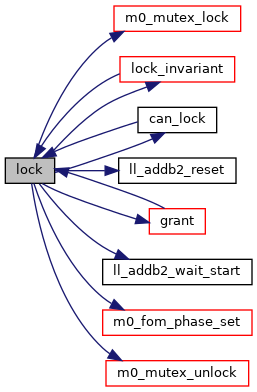 m0_mutex_lock
lock_invariant
can_lock
lock
ll_addb2_reset
grant
ll_addb2_wait_start
m0_fom_phase_set
m0_mutex_unlock